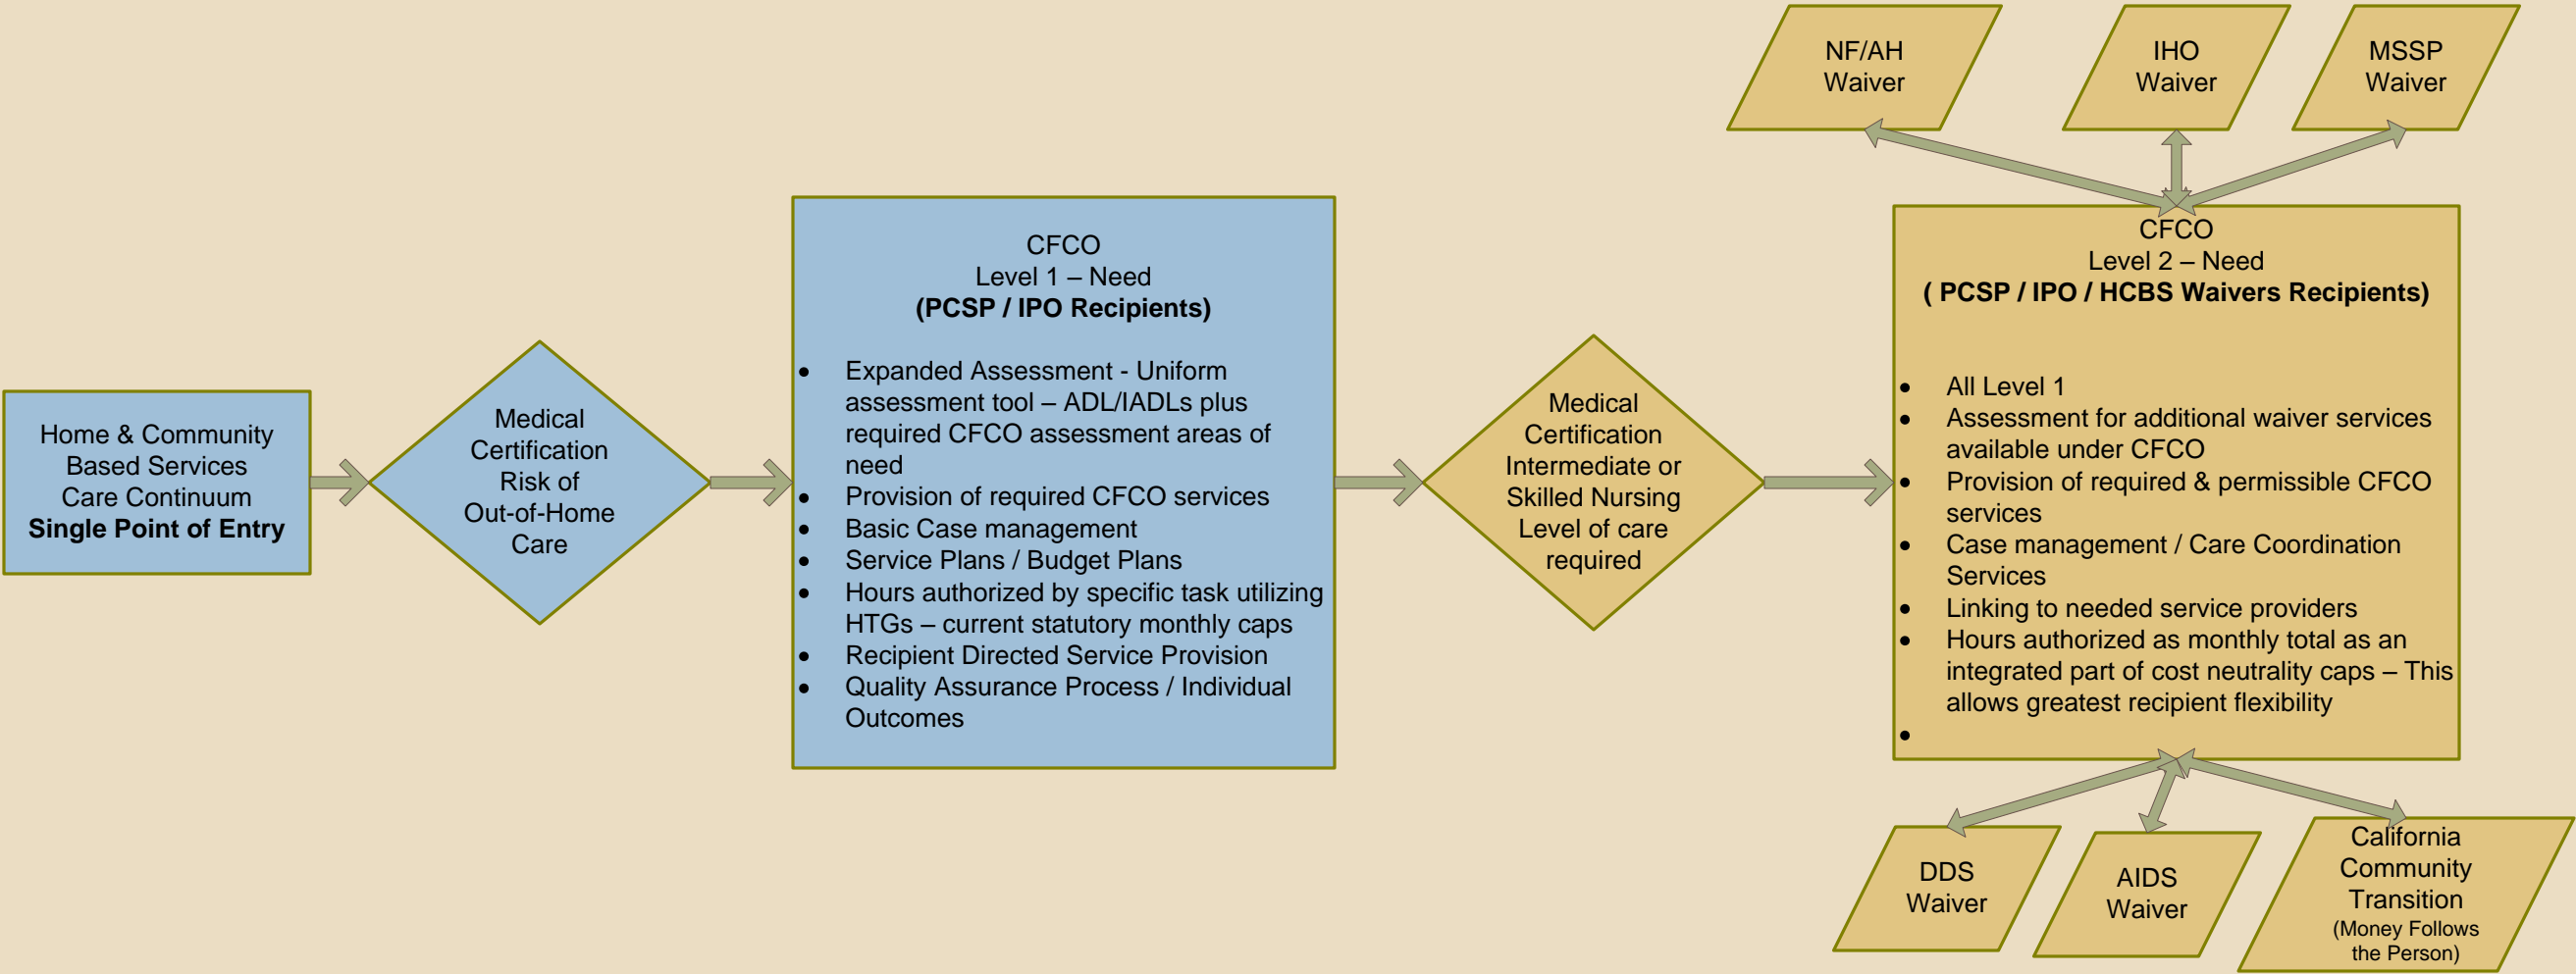 Home & Community
Based Services
Care Continuum
Single Point of Entry
Medical
Certification
Risk of
Out-of-Home
Care
CFCO
Level 1 – Need
(PCSP / IPO Recipients)
• Expanded Assessment - Uniform
assessment tool – ADL/IADLs plus
required CFCO assessment areas of
need
• Provision of required CFCO services
• Basic Case management
• Service Plans / Budget Plans
• Hours authorized by specific task utilizing
HTGs – current statutory monthly caps
• Recipient Directed Service Provision
• Quality Assurance Process / Individual
Outcomes
Medical
Certification
Intermediate or
Skilled Nursing
Level of care
required
NF/AH
Waiver
IHO
Waiver
MSSP
Waiver
CFCO
Level 2 – Need
( PCSP / IPO / HCBS Waivers Recipients)
• All Level 1
• Assessment for additional waiver services
available under CFCO
• Provision of required & permissible CFCO
services
• Case management / Care Coordination
Services
• Linking to needed service providers
• Hours authorized as monthly total as an
integrated part of cost neutrality caps – This
allows greatest recipient flexibility
•
DDS
Waiver
AIDS
Waiver
California
Community
Transition
(Money Follows
the Person)